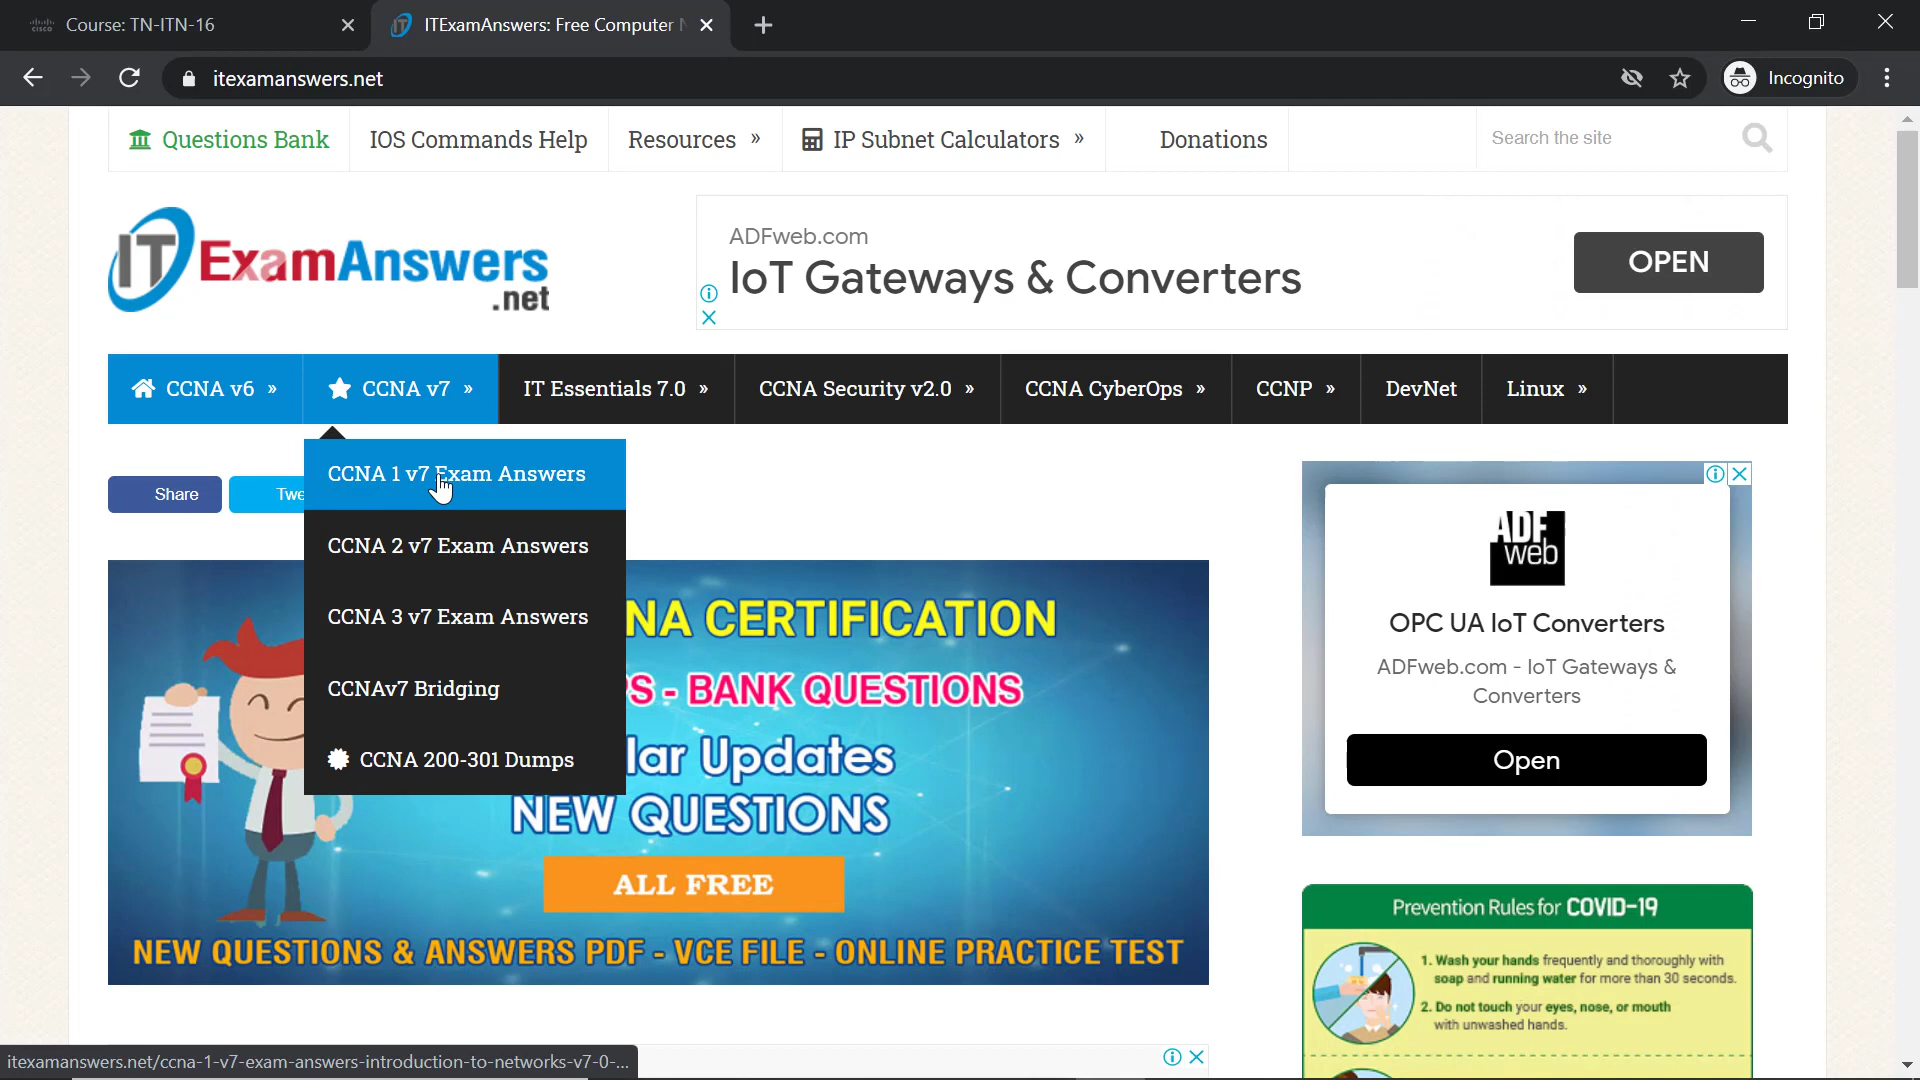 cisco Course: TN-ITN-16
ITExamAnswers: Free Computer N
itexamanswers.net
Incognito
Questions Bank
IOS Commands Help
Resources »
IP Subnet Calculators »
Donations
Search the site
ITExamAnswers
.net
ADFweb.com
IoT Gateways & Converters
OPEN
CCNA v6 »
CCNA v7 »
IT Essentials 7.0 »
CCNA Security v2.0 »
CCNA CyberOps »
CCNP »
DevNet
Linux »
Share
Twe
CCNA 1 v7 Exam Answers
CCNA 2 v7 Exam Answers
CCNA 3 v7 Exam Answers
CCNAv7 Bridging
CCNA 200-301 Dumps
NA CERTIFICATION
PS - BANK QUESTIONS
lar Updates
NEW QUESTIONS
ALL FREE
NEW QUESTIONS & ANSWERS PDF - VCE FILE - ONLINE PRACTICE TEST
ADF
web
OPC UA IoT Converters
ADFweb.com - IoT Gateways &
Converters
Open
Prevention Rules for COVID-19
1. Wash your hands frequently and thoroughly with
soap and running water for more than 30 seconds.
2. Do not touch your eyes, nose, or mouth
with unwashed hands.
itexamanswers.net/ccna-1-v7-exam-answers-introduction-to-networks-v7-0-...